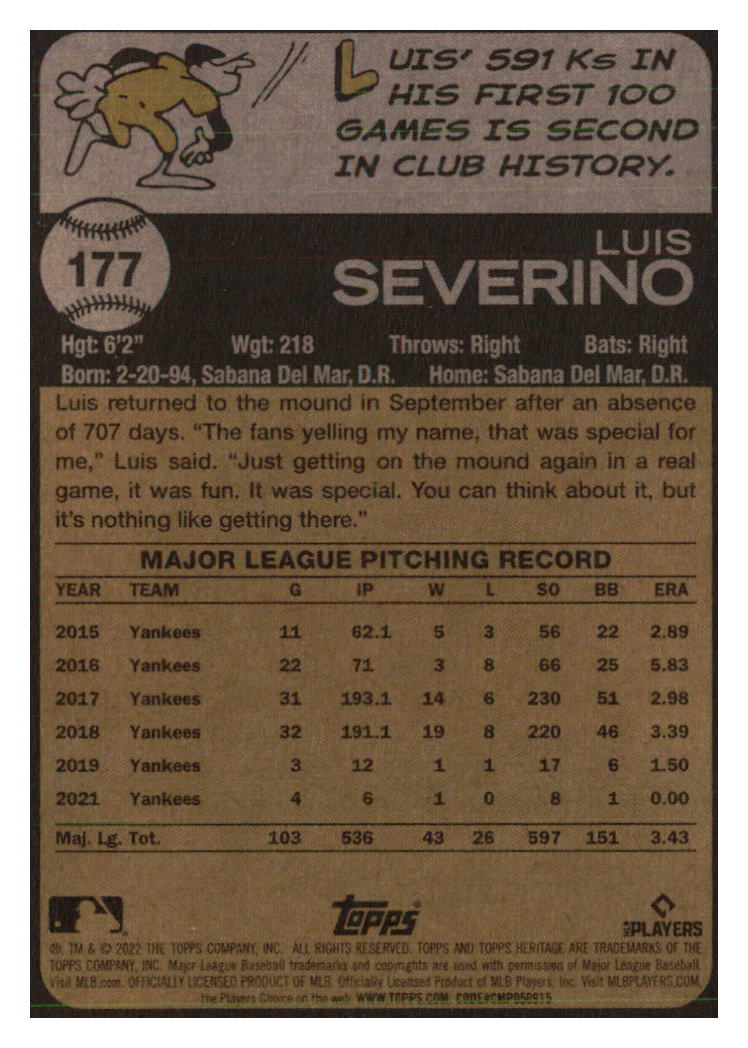 LUIS' 591 Ks IN
HIS FIRST 100
GAMES IS SECOND
IN CLUB HISTORY.
177
LUIS
SEVERINO
Hgt: 6'2" Wgt: 218 Throws: Right Bats: Right
Born: 2-20-94, Sabana Del Mar, D.R. Home: Sabana Del Mar, D.R.
Luis returned to the mound in September after an absence
of 707 days. “The fans yelling my name, that was special for
me,” Luis said. “Just getting on the mound again in a real
game, it was fun. It was special. You can think about it, but
it’s nothing like getting there.”
MAJOR LEAGUE PITCHING RECORD
YEAR TEAM G IP W L SO BB ERA
2015 Yankees 11 62.1 5 3 56 22 2.89
2016 Yankees 22 71 3 8 66 25 5.83
2017 Yankees 31 193.1 14 6 230 51 2.98
2018 Yankees 32 191.1 19 8 220 46 3.39
2019 Yankees 3 12 1 1 17 6 1.50
2021 Yankees 4 6 1 0 8 1 0.00
Maj. Lg. Tot. 103 536 43 26 597 151 3.43
Topps
MLB PLAYERS
®, TM & © 2022 THE TOPPS COMPANY, INC. ALL RIGHTS RESERVED. TOPPS AND TOPPS HERITAGE ARE TRADEMARKS OF THE
TOPPS COMPANY, INC. Major League Baseball trademarks and copyrights are used with permission of Major League Baseball.
Visit MLB.com. OFFICIALLY LICENSED PRODUCT OF MLB. Officially Licensed Product of MLB Players, Inc. Visit MLBPLAYERS.COM,
the Players Choice on the web. WWW.TOPPS.COM CODE#CMP050915